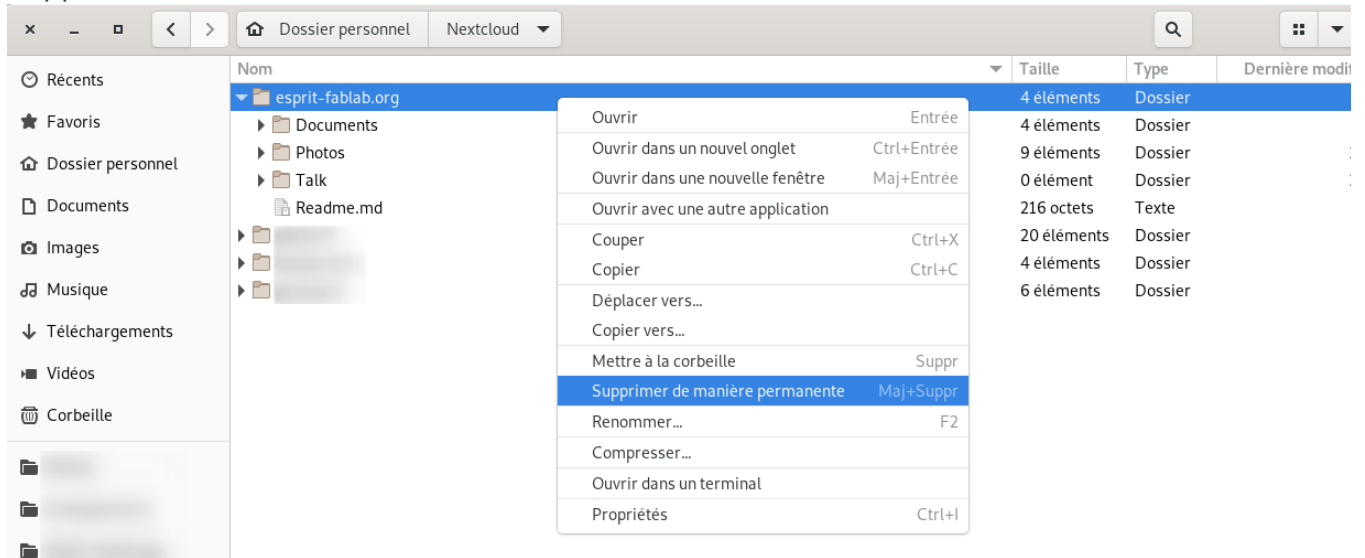 Dossier personnel Nextcloud
Récents
Favoris
Dossier personnel
Documents
Images
Musique
Téléchargements
Vidéos
Corbeille
Nom Taille Type Dernière modif
esprit-fablab.org 4 éléments Dossier
Documents 4 éléments Dossier
Photos 9 éléments Dossier
Talk 0 élément Dossier
Readme.md 216 octets Texte
20 éléments Dossier
4 éléments Dossier
6 éléments Dossier
Ouvrir Entrée
Ouvrir dans un nouvel onglet Ctrl+Entrée
Ouvrir dans une nouvelle fenêtre Maj+Entrée
Ouvrir avec une autre application
Couper Ctrl+X
Copier Ctrl+C
Déplacer vers...
Copier vers...
Mettre à la corbeille Suppr
Supprimer de manière permanente Maj+Suppr
Renommer... F2
Compresser...
Ouvrir dans un terminal
Propriétés Ctrl+I